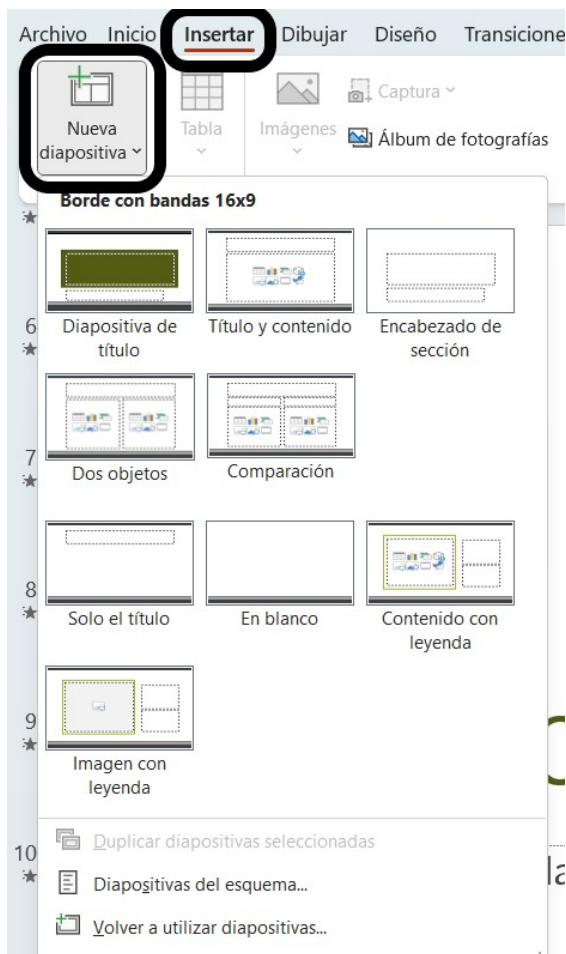 Archivo Inicio Insertar Dibujar Diseño Transicione
Nueva
diapositiva
Tabla
Imágenes
Captura
Álbum de fotografías
Borde con bandas 16x9
Diapositiva de
título
Título y contenido
Encabezado de
sección
6
Dos objetos
Comparación
7
Solo el título
En blanco
Contenido con
leyenda
8
Imagen con
leyenda
9
Duplicar diapositivas seleccionadas
10
Diapositivas del esquema...
Volver a utilizar diapositivas...